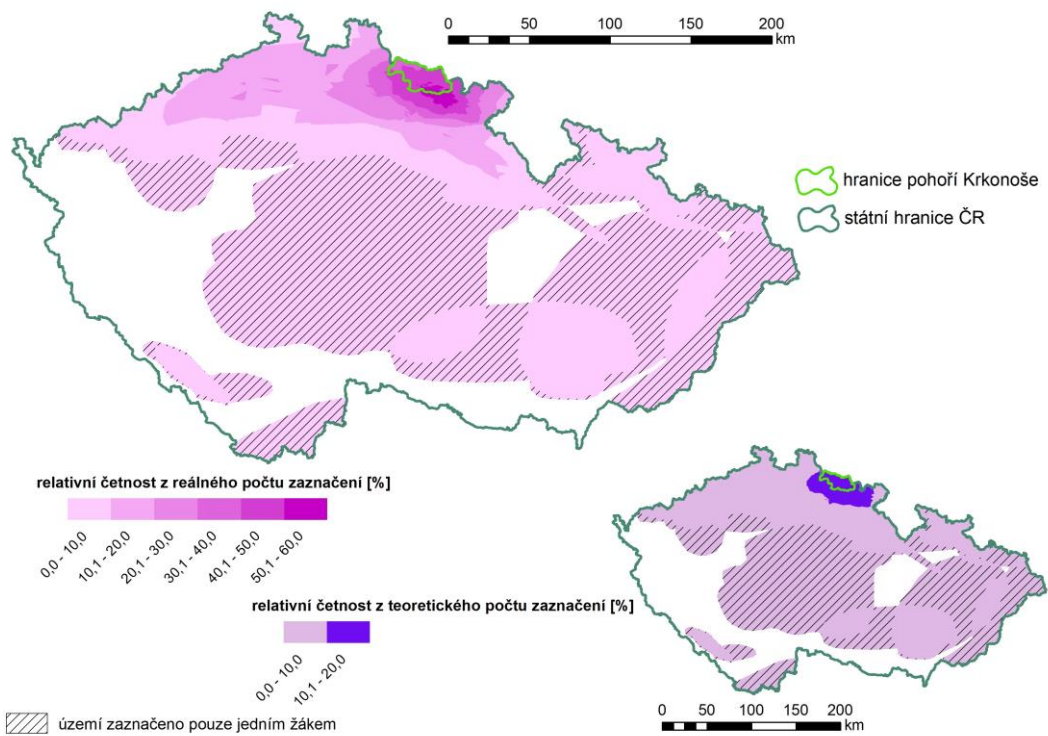 0 50 100 150 200
km
hranice pohoří Krkonoše
státní hranice ČR
relativní četnost z reálného počtu zaznačení [%]
0,0 - 10,0
10,1 - 20,0
20,1 - 30,0
30,1 - 40,0
40,1 - 50,0
50,1 - 60,0
relativní četnost z teoretického počtu zaznačení [%]
0,0 - 10,0
10,1 - 20,0
území zaznačeno pouze jedním žákem
0 50 100 150 200
km